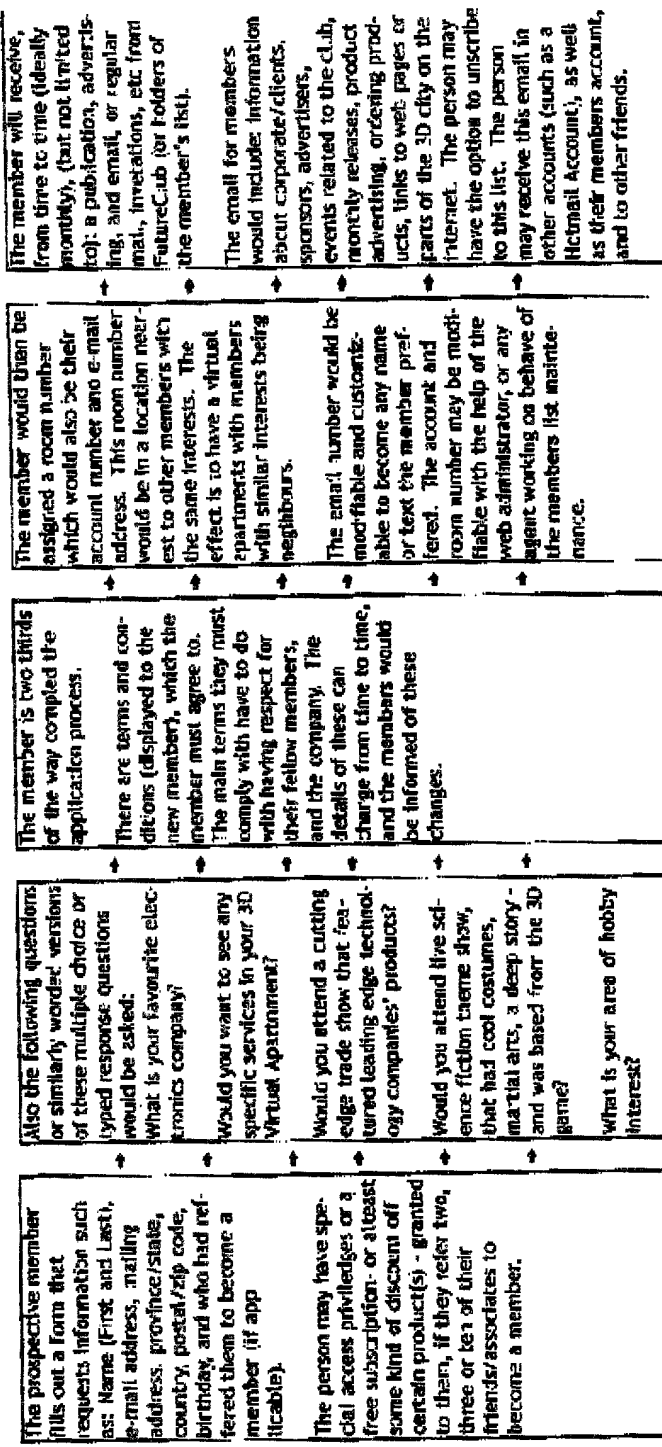 The prospective member
fills out a form that
requests information such
as: Name (First and Last),
e-mail address, mailing
address, province/state,
country, postal/zip code,
birthday, and who had ref-
fered them to become a
member (if app
licable).
The person may have spe-
cial access priviledges or a
free subscription- or alteast
some kind of discount off
certain product(s) - granted
to them, if they refer two,
three or ten of their
friends/associates to
become a member.
Also the following questions
or similarly worded versions
of these multiple choice or
typed response questions
would be asked:
What is your favourite elec-
tronics company?
Would you want to see any
specific services in your 3D
Virtual Apartnment?
Would you attend a cutting
edge trade show that fea-
tured leading edge technol-
ogy companies' products?
Would you attend live sci-
ence fiction theme show,
that had cool costumes,
martial arts, a deep story -
and was based from the 3D
game?
What is your area of hobby
interest?
The member is two thirds
of the way compled the
application process.
There are terms and con-
ditions (displayed to the
new member), which the
member must agree to.
The main terms they must
comply with have to do
with having respect for
their fellow members,
and the company. The
details of these can
change from time to time,
and the members would
be informed of these
changes.
The member would then be
assigned a room number
which would also be their
account number and e-mail
address. This room number
would be in a location near-
est to other members with
the same interests. The
effect is to have a virtual
apartments with members
with similar interests being
neighbours.
The email number would be
modifiable and customiz-
able to become any name
or text the member pref-
fered. The account and
room number may be modi-
fiable with the help of the
web administrator, or any
agent working on behave of
the members list mainte-
nance.
The member will receive,
from time to time (ideally
monthly), (but not limited
to): a publication, advertis-
ing, and email, or regular
mail, invetations, etc from
FutureClub (or holders of
the member's list).
The email for members
would include: information
about corporate/clients,
sponsors, advertisers,
events related to the club,
monthly releases, product
advertising, ordering prod-
ucts, links to web pages or
parts of the 3D city on the
internet. The person may
have the option to unscribe
to this list. The person
may receive this email in
other accounts (such as a
Hotmail Account), as well
as their members account,
and to other friends.